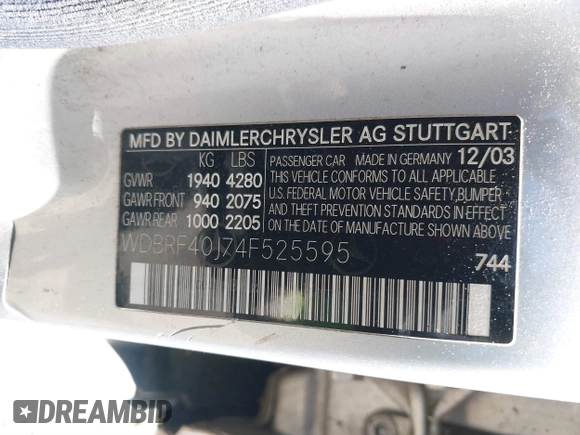 MFD BY DAIMLERCHRYSLER AG STUTTGART
KG LBS
GVWR 1940 4280
GAWR FRONT 940 2075
GAWR REAR 1000 2205
PASSENGER CAR MADE IN GERMANY 12/03
THIS VEHICLE CONFORMS TO ALL APPLICABLE
U.S. FEDERAL MOTOR VEHICLE SAFETY, BUMPER
AND THEFT PREVENTION STANDARDS IN EFFECT
ON THE DATE OF MANUFACTURE SHOWN ABOVE
WDBRF40J74F525595
744
DREAMBID